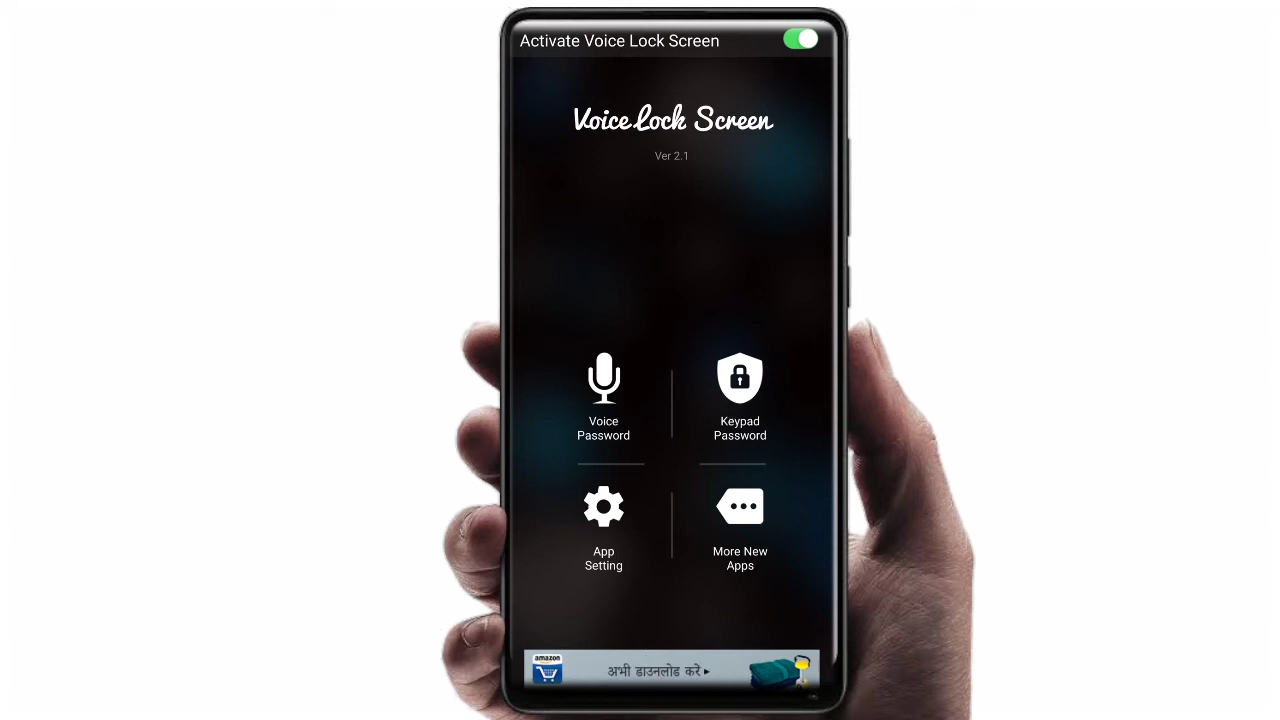 Activate Voice Lock Screen
Voice Lock Screen
Ver 2.1
Voice
Password
Keypad
Password
App
Setting
More New
Apps
amazon
अभी डाउनलोड करें ▸